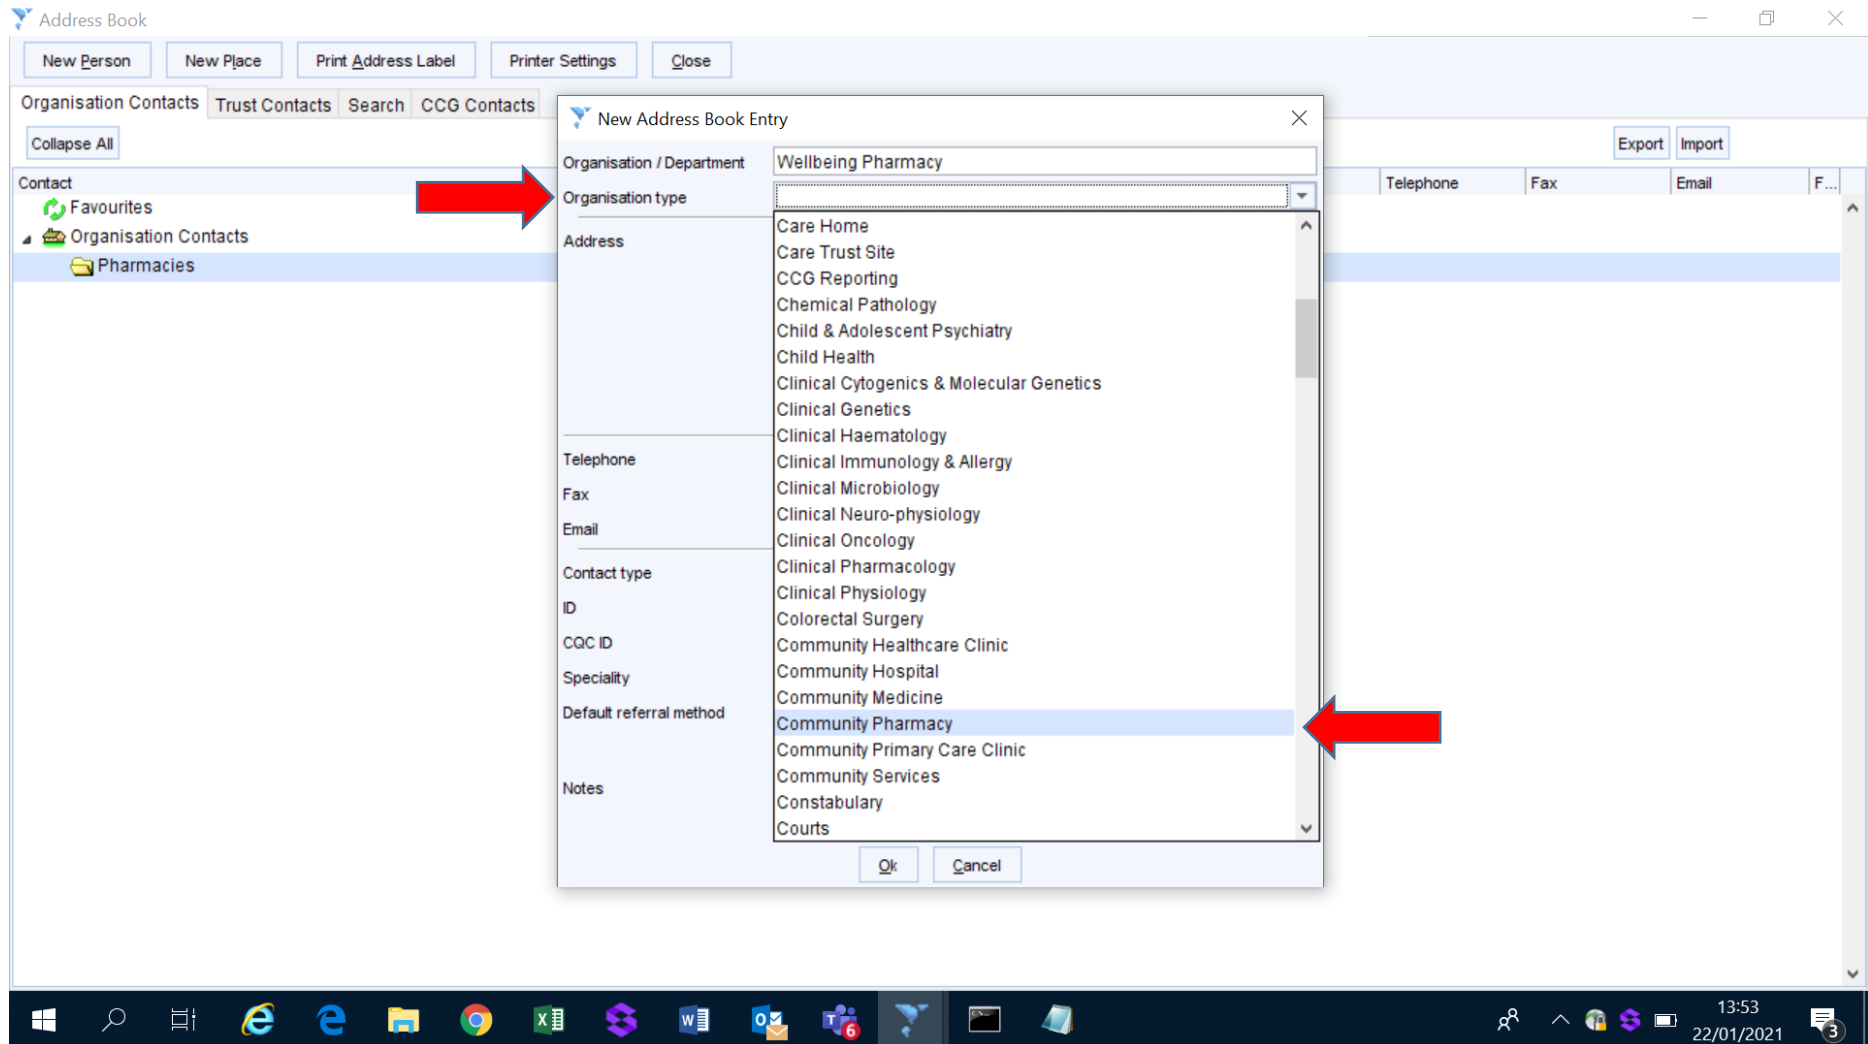 Address Book
New Person New Place Print Address Label Printer Settings Close
Organisation Contacts Trust Contacts Search CCG Contacts
Collapse All Export Import
Contact Telephone Fax Email F...
Favourites
Organisation Contacts
Pharmacies
New Address Book Entry
Organisation / Department Wellbeing Pharmacy
Organisation type
Address
Telephone
Fax
Email
Contact type
ID
CQC ID
Speciality
Default referral method
Notes
Care Home
Care Trust Site
CCG Reporting
Chemical Pathology
Child & Adolescent Psychiatry
Child Health
Clinical Cytogenics & Molecular Genetics
Clinical Genetics
Clinical Haematology
Clinical Immunology & Allergy
Clinical Microbiology
Clinical Neuro-physiology
Clinical Oncology
Clinical Pharmacology
Clinical Physiology
Colorectal Surgery
Community Healthcare Clinic
Community Hospital
Community Medicine
Community Pharmacy
Community Primary Care Clinic
Community Services
Constabulary
Courts
Ok Cancel
13:53
22/01/2021
6
3